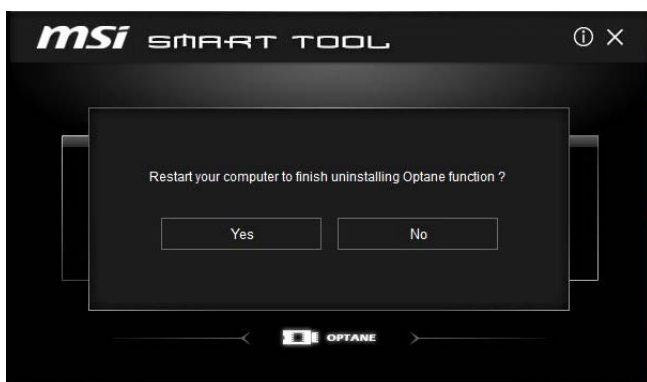 msi SMART TOOL
Restart your computer to finish uninstalling Optane function ?
Yes No
OPTANE